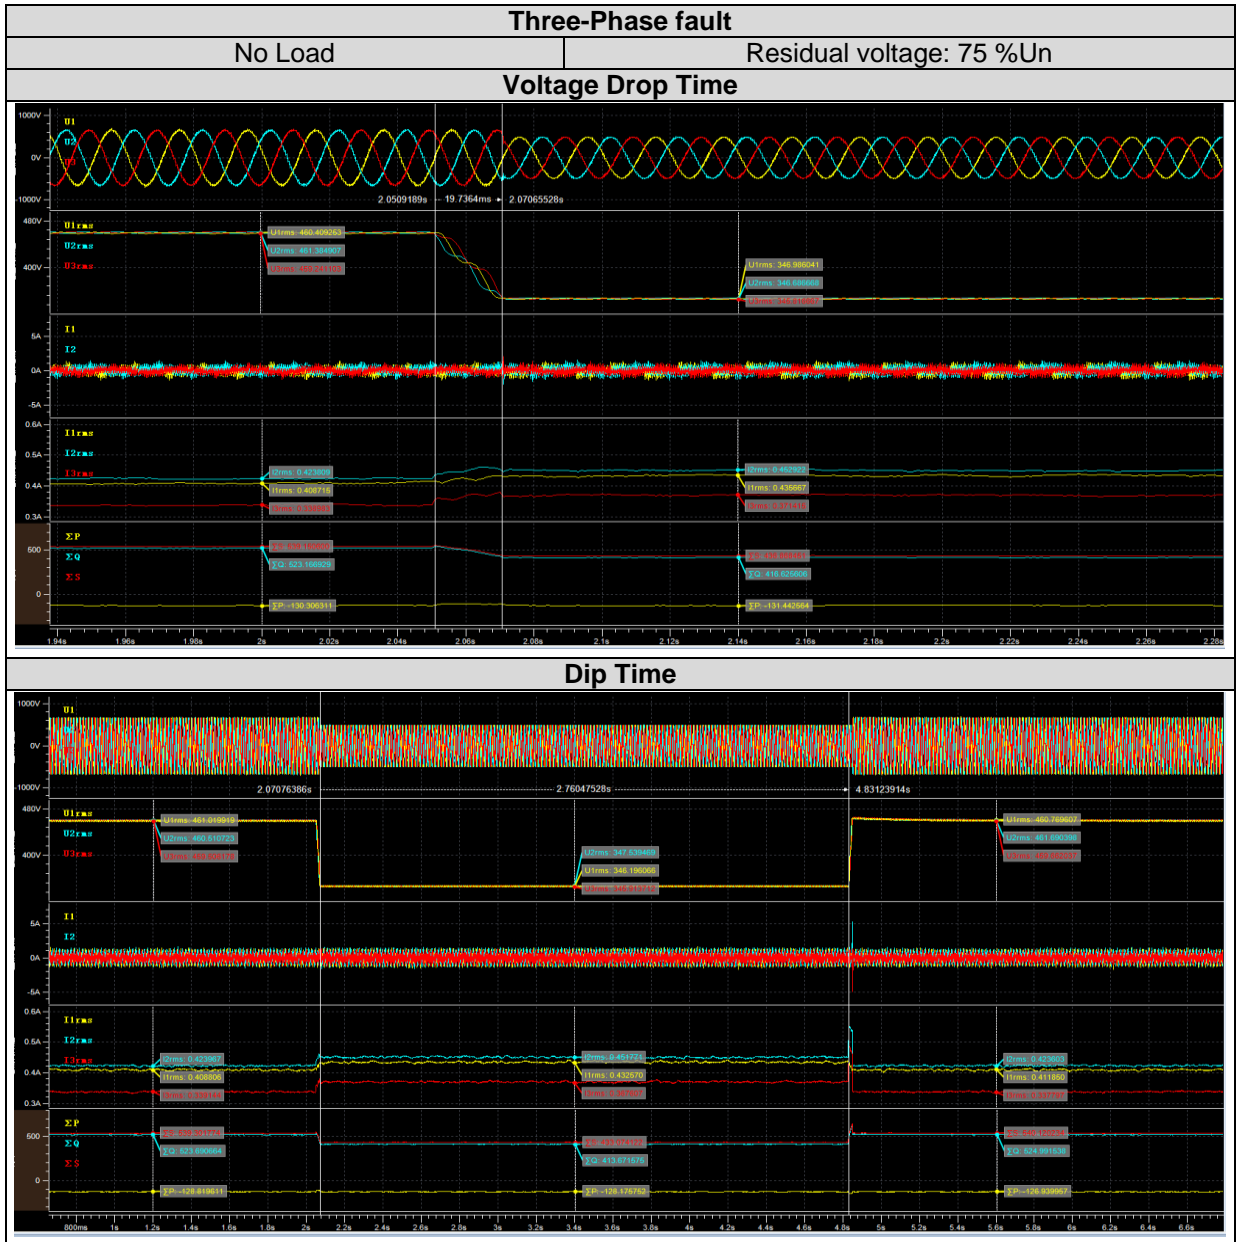 Three-Phase fault
No Load Residual voltage: 75 %Un
Voltage Drop Time
1000V
U1
U2
0V
-1000V
2.0509189s 19.7364ms 2.07065528s
480V
U1rms
U2rms
U3rms
400V
U1rms: 460.409263
U2rms: 461.384907
U1rms: 346.986041
U2rms: 346.686668
I1
5A
I2
0A
-5A
0.6A
I1rms
I2rms
0.5A
I3rms
0.4A
0.3A
I2rms: 0.423809
I1rms: 0.408716
I2rms: 0.452922
I1rms: 0.435667
ΣP
600
ΣQ
ΣS
0
ΣQ: 523.166929
ΣP: -130.306311
ΣQ: 416.625606
ΣP: -131.442564
1.94s 1.96s 1.98s 2s 2.02s 2.04s 2.06s 2.08s 2.1s 2.12s 2.14s 2.16s 2.18s 2.2s 2.22s 2.24s 2.26s 2.28s
Dip Time
1000V
U1
0V
-1000V
2.07076386s 2.76047528s 4.83123914s
480V
U1rms
U2rms
U3rms
400V
U1rms: 461.019918
U2rms: 460.510723
U2rms: 347.539469
U1rms: 346.196066
U1rms: 460.769607
U2rms: 461.690398
I1
5A
I2
0A
-5A
0.6A
I1rms
I2rms
0.5A
I3rms
0.4A
0.3A
I2rms: 0.423967
I1rms: 0.408806
I2rms: 0.451721
I1rms: 0.432670
I2rms: 0.423603
I1rms: 0.411850
ΣP
500
ΣQ
ΣS
0
ΣQ: 523.690664
ΣP: -128.819611
ΣQ: 413.671575
ΣP: -128.175752
ΣQ: 524.991538
ΣP: -126.939957
800ms 1s 1.2s 1.4s 1.6s 1.8s 2s 2.2s 2.4s 2.6s 2.8s 3s 3.2s 3.4s 3.6s 3.8s 4s 4.2s 4.4s 4.6s 4.8s 5s 5.2s 5.4s 5.6s 5.8s 6s 6.2s 6.4s 6.6s